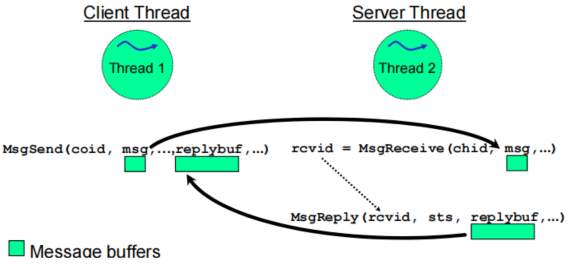 Client Thread
Server Thread
Thread 1
Thread 2
MsgSend(coid, msg,…,replybuf,…)
rcvid = MsgReceive(chid, msg,…)
MsgReply(rcvid, sts, replybuf,…)
Message buffers